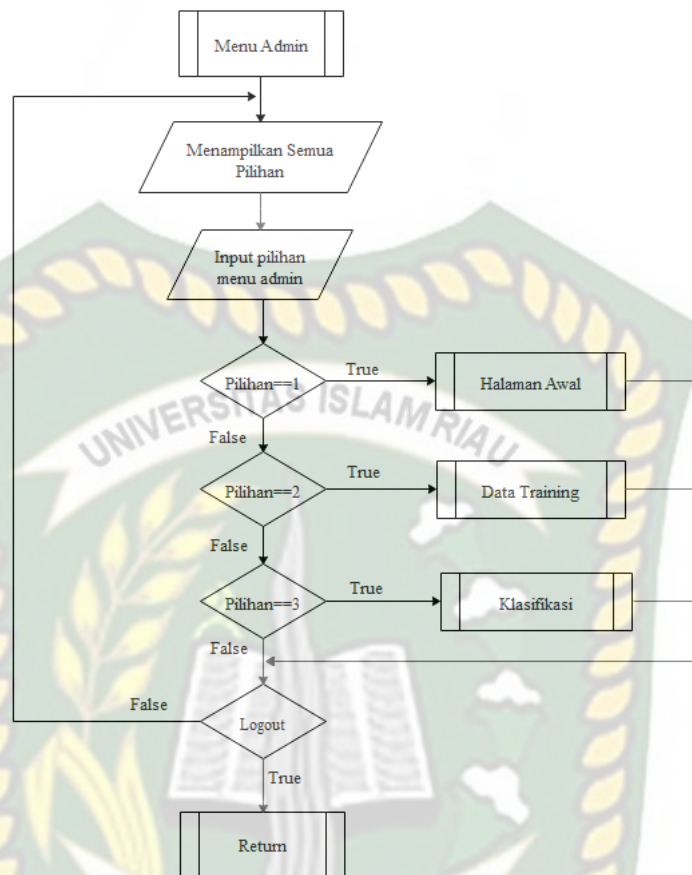 Menu Admin
Menampilkan Semua
Pilihan
Input pilihan
menu admin
Pilihan==1
True
Halaman Awal
UNIVERSITAS ISLAM RIAU
False
Pilihan==2
True
Data Training
False
Pilihan==3
True
Klasifikasi
False
False
Logout
True
Return